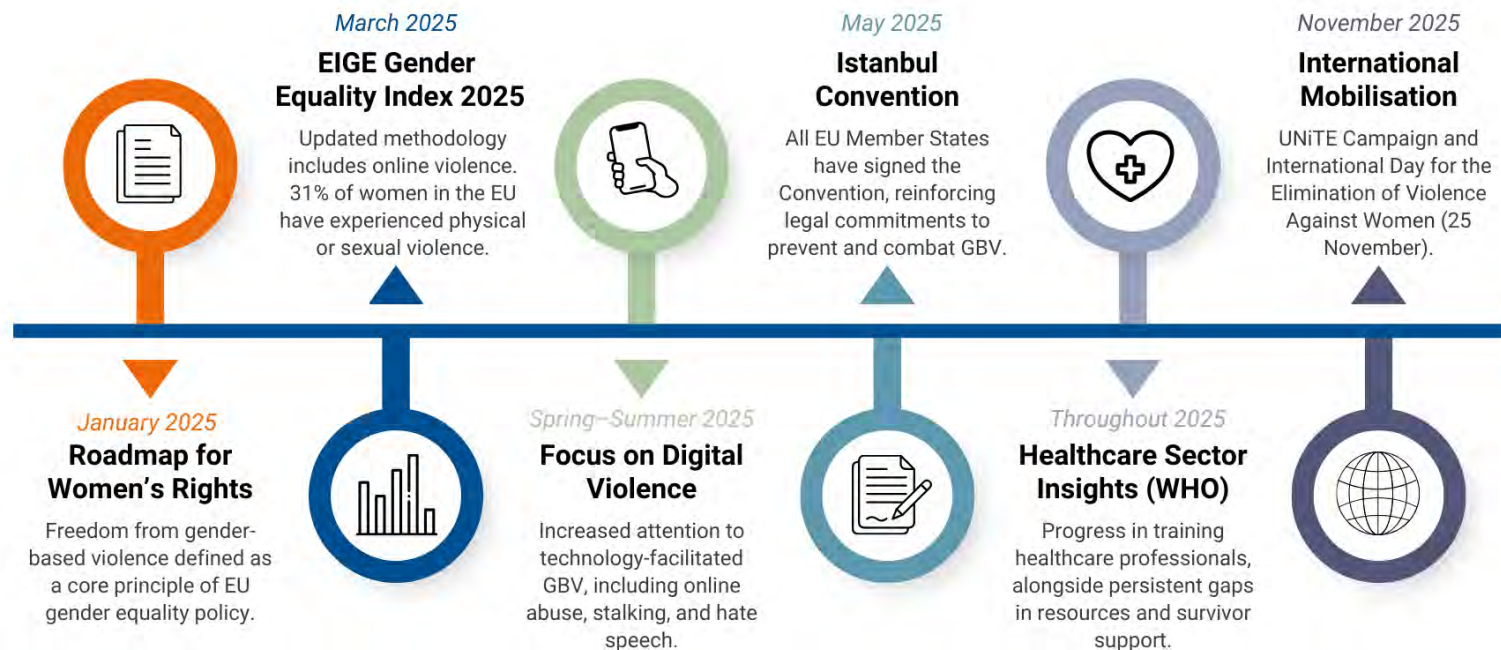 January 2025
Roadmap for
Women's Rights
Freedom from gender-
based violence defined as
a core principle of EU
gender equality policy.
March 2025
EIGE Gender
Equality Index 2025
Updated methodology
includes online violence.
31% of women in the EU
have experienced physical
or sexual violence.
Spring–Summer 2025
Focus on Digital
Violence
Increased attention to
technology-facilitated
GBV, including online
abuse, stalking, and hate
speech.
May 2025
Istanbul
Convention
All EU Member States
have signed the
Convention, reinforcing
legal commitments to
prevent and combat GBV.
Throughout 2025
Healthcare Sector
Insights (WHO)
Progress in training
healthcare professionals,
alongside persistent gaps
in resources and survivor
support.
November 2025
International
Mobilisation
UNiTE Campaign and
International Day for the
Elimination of Violence
Against Women (25
November).